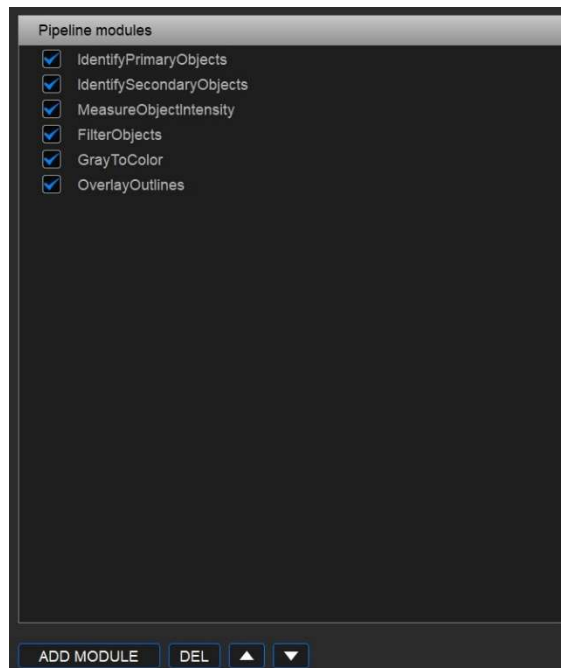 Pipeline modules
IdentifyPrimaryObjects
IdentifySecondaryObjects
MeasureObjectIntensity
FilterObjects
GrayToColor
OverlayOutlines
ADD MODULE DEL